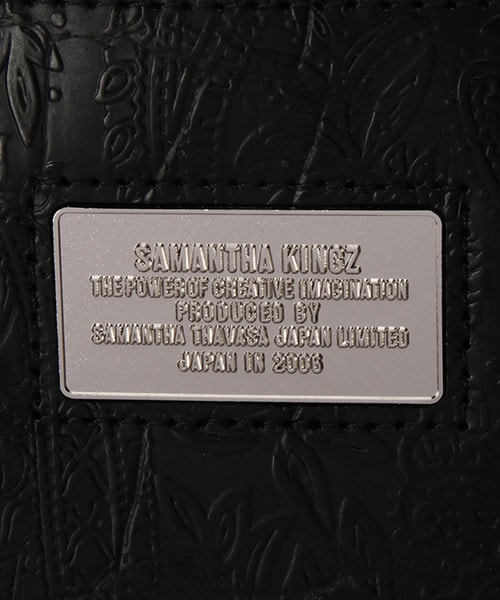 SAMANTHA KINGZ
THE POWER OF CREATIVE IMAGINATION
PRODUCED BY
SAMANTHA THAVASA JAPAN LIMITED
JAPAN IN 2006